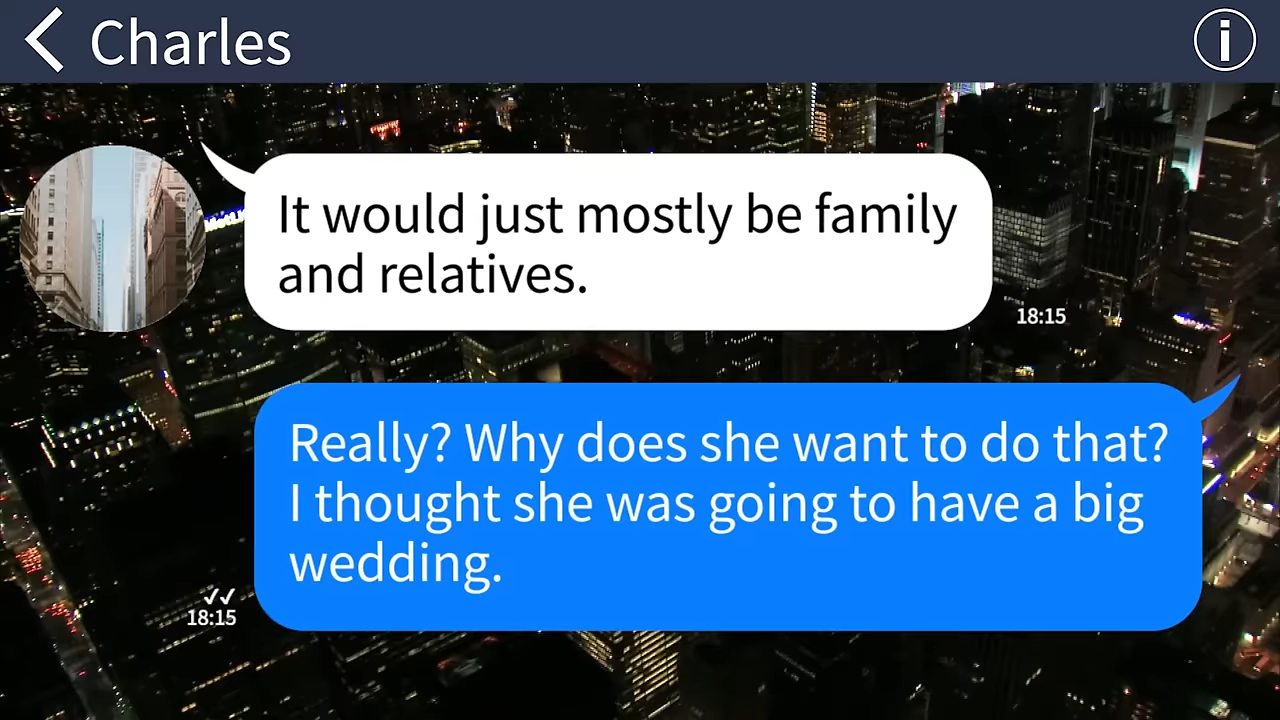 Charles
It would just mostly be family
and relatives.
18:15
Really? Why does she want to do that?
I thought she was going to have a big
wedding.
18:15